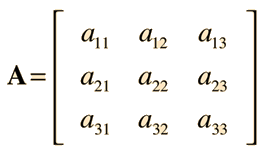 a₁₁ a₁₂ a₁₃
A = a₂₁ a₂₂ a₂₃
a₃₁ a₃₂ a₃₃